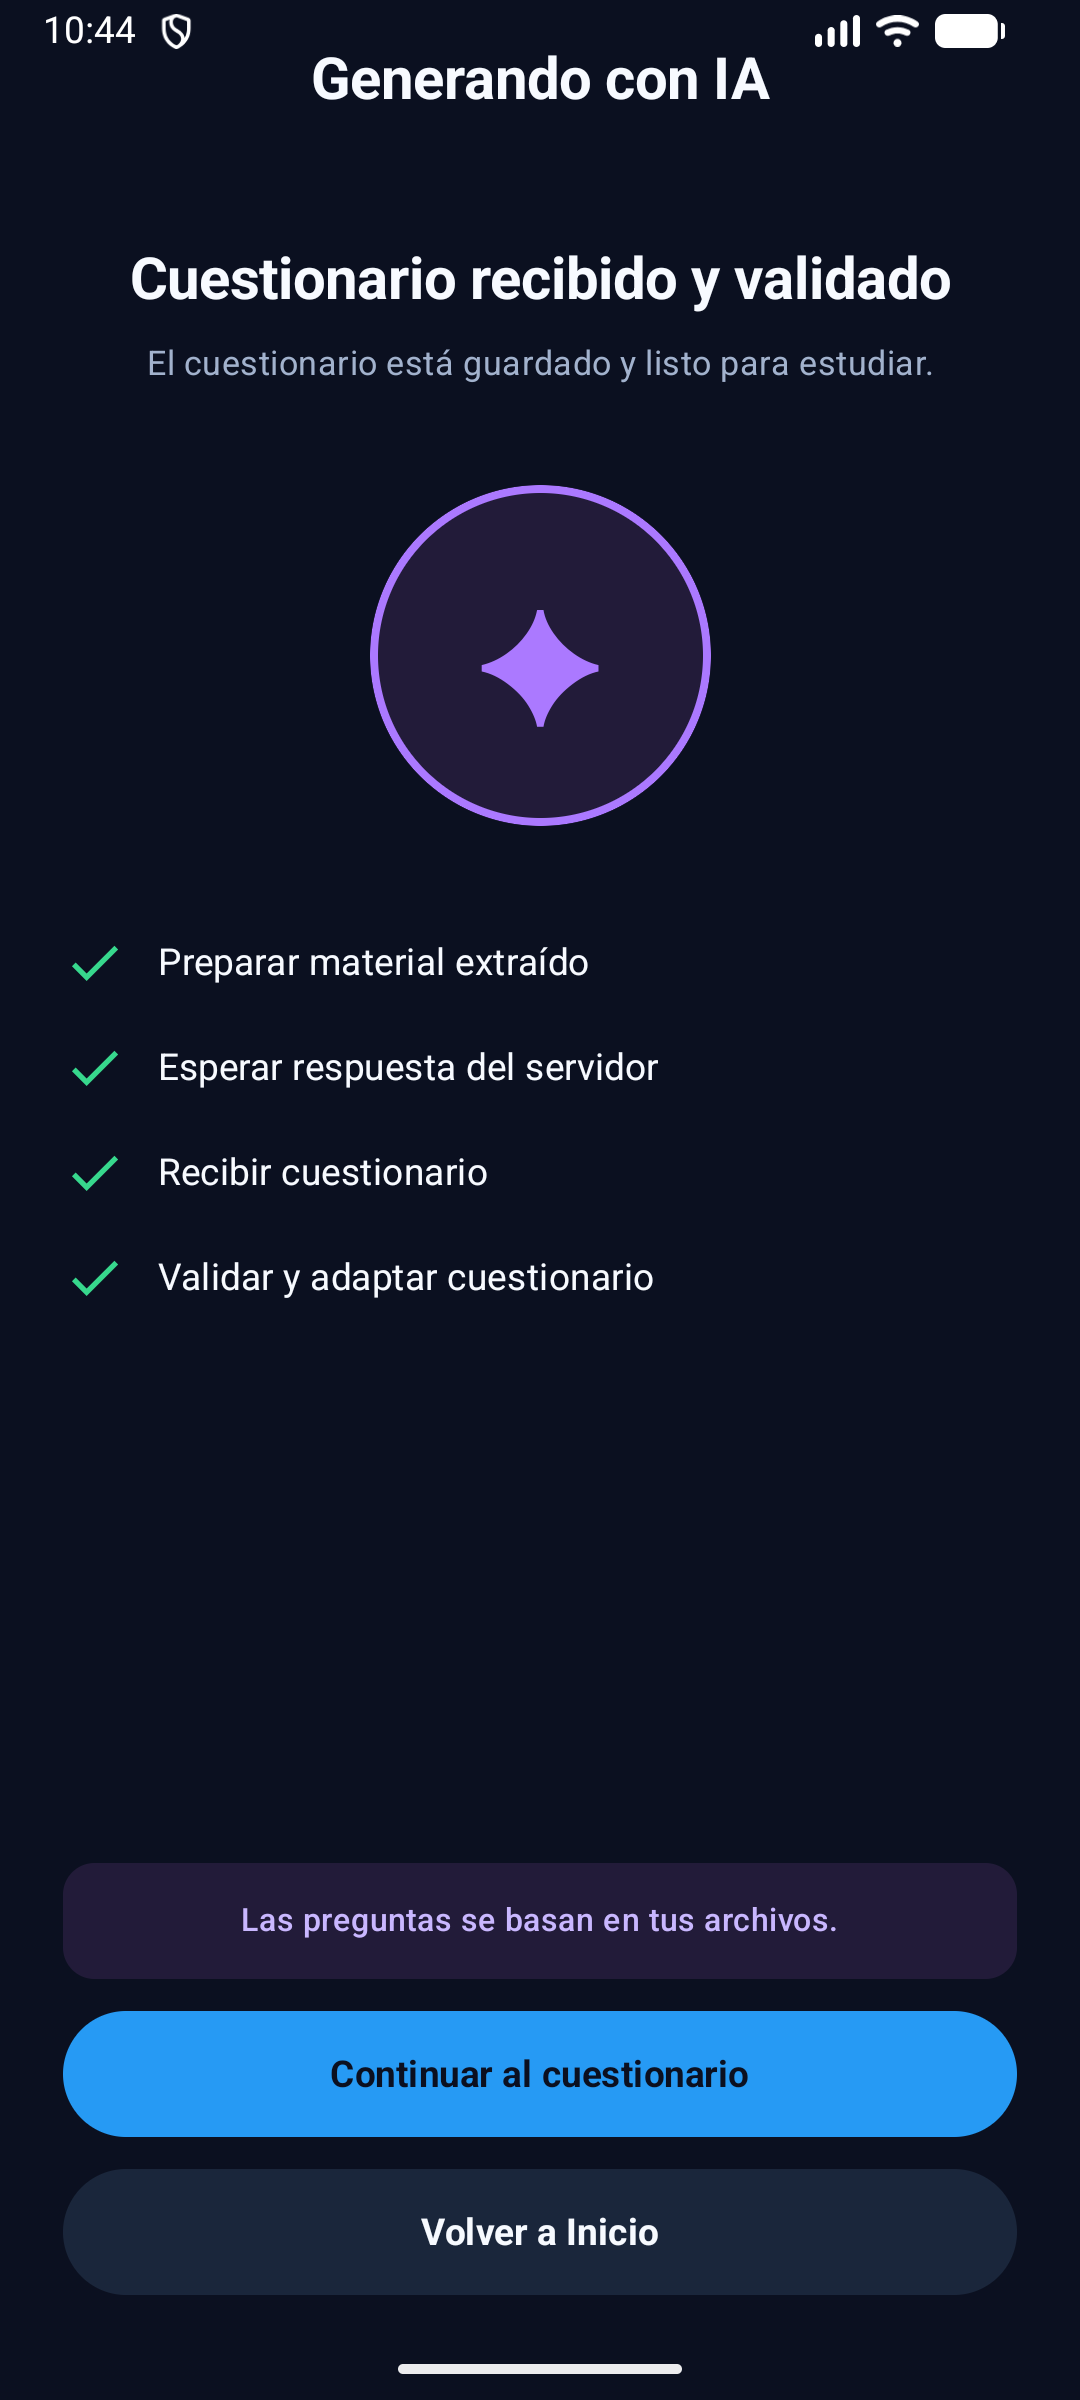 10:44
Generando con IA
Cuestionario recibido y validado
El cuestionario está guardado y listo para estudiar.
Preparar material extraído
Esperar respuesta del servidor
Recibir cuestionario
Validar y adaptar cuestionario
Las preguntas se basan en tus archivos.
Continuar al cuestionario
Volver a Inicio